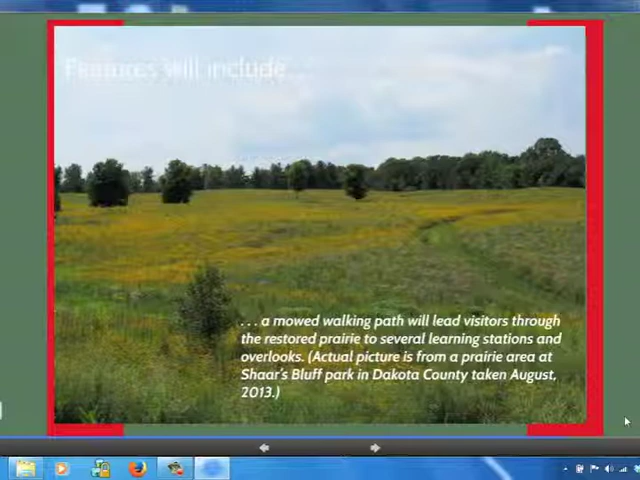 Features will include...
. . . a mowed walking path will lead visitors through
the restored prairie to several learning stations and
overlooks. (Actual picture is from a prairie area at
Shaar's Bluff park in Dakota County taken August,
2013.)